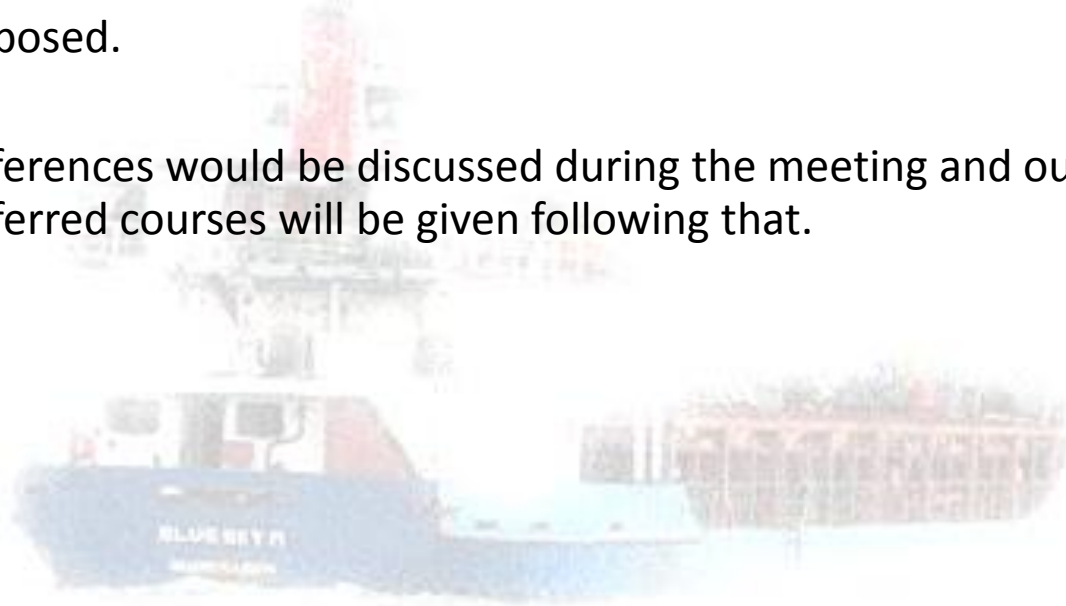 posed.
ferences would be discussed during the meeting and ou
ferred courses will be given following that.